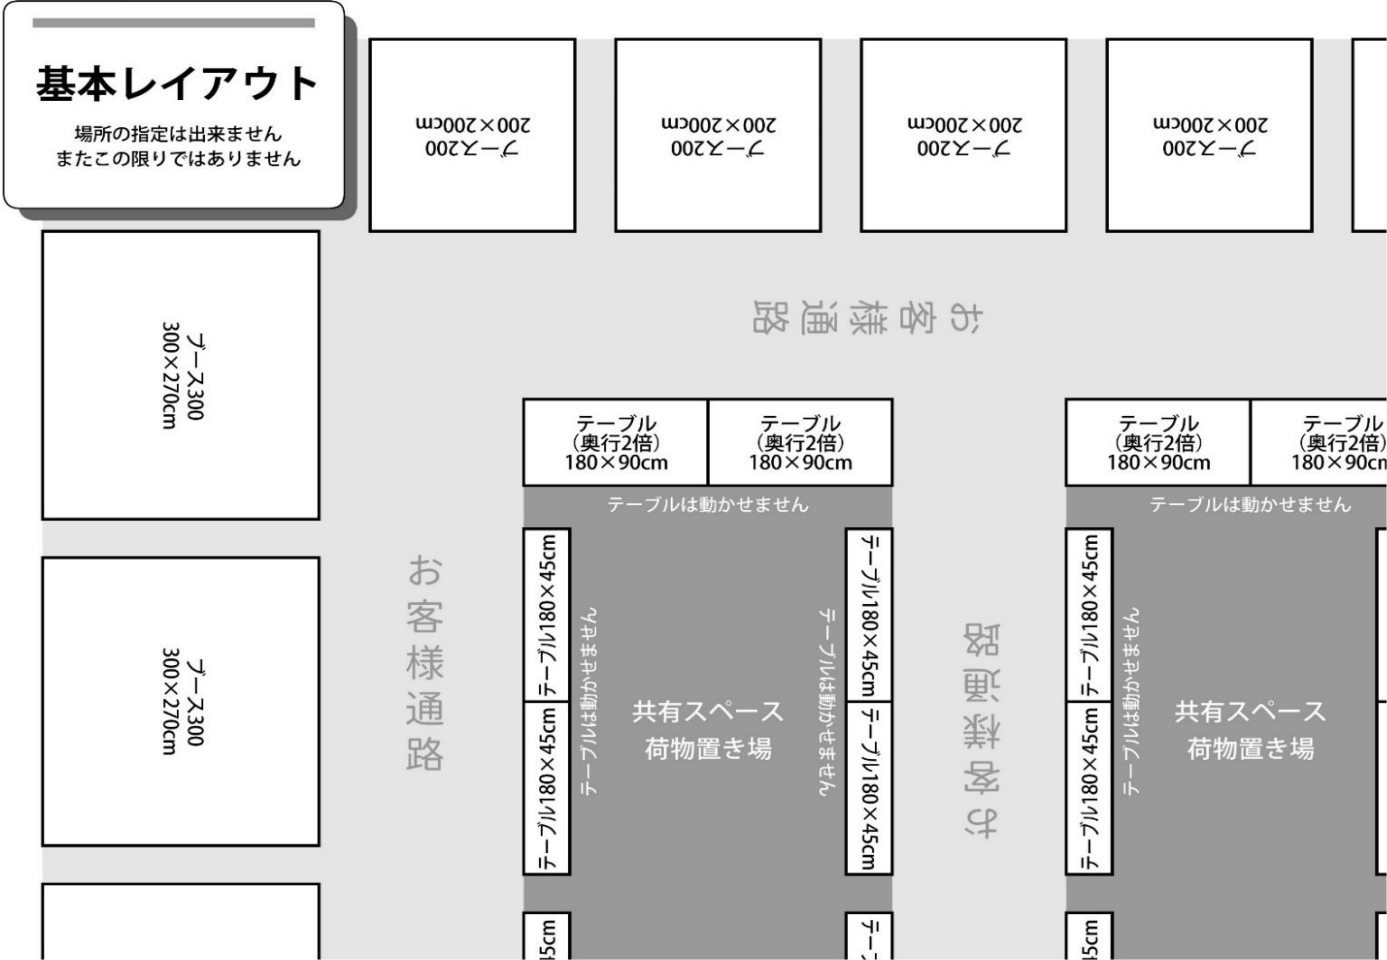 基本レイアウト
場所の指定は出来ません
またこの限りではありません
ブース200
200×200cm
ブース200
200×200cm
ブース200
200×200cm
ブース200
200×200cm
お客様通路
ブース300
300×270cm
ブース300
300×270cm
お客様通路
テーブル
（奥行2倍）
180×90cm
テーブル
（奥行2倍）
180×90cm
テーブルは動かせません
テーブル180×45cm
テーブル180×45cm
テーブルは動かせません
共有スペース
荷物置き場
テーブルは動かせません
テーブル180×45cm
テーブル180×45cm
5cm
テー
お客様通路
テーブル
（奥行2倍）
180×90cm
テーブル
（奥行2倍）
180×90cm
テーブルは動かせません
テーブル180×45cm
テーブル180×45cm
テーブルは動かせません
共有スペース
荷物置き場
5cm